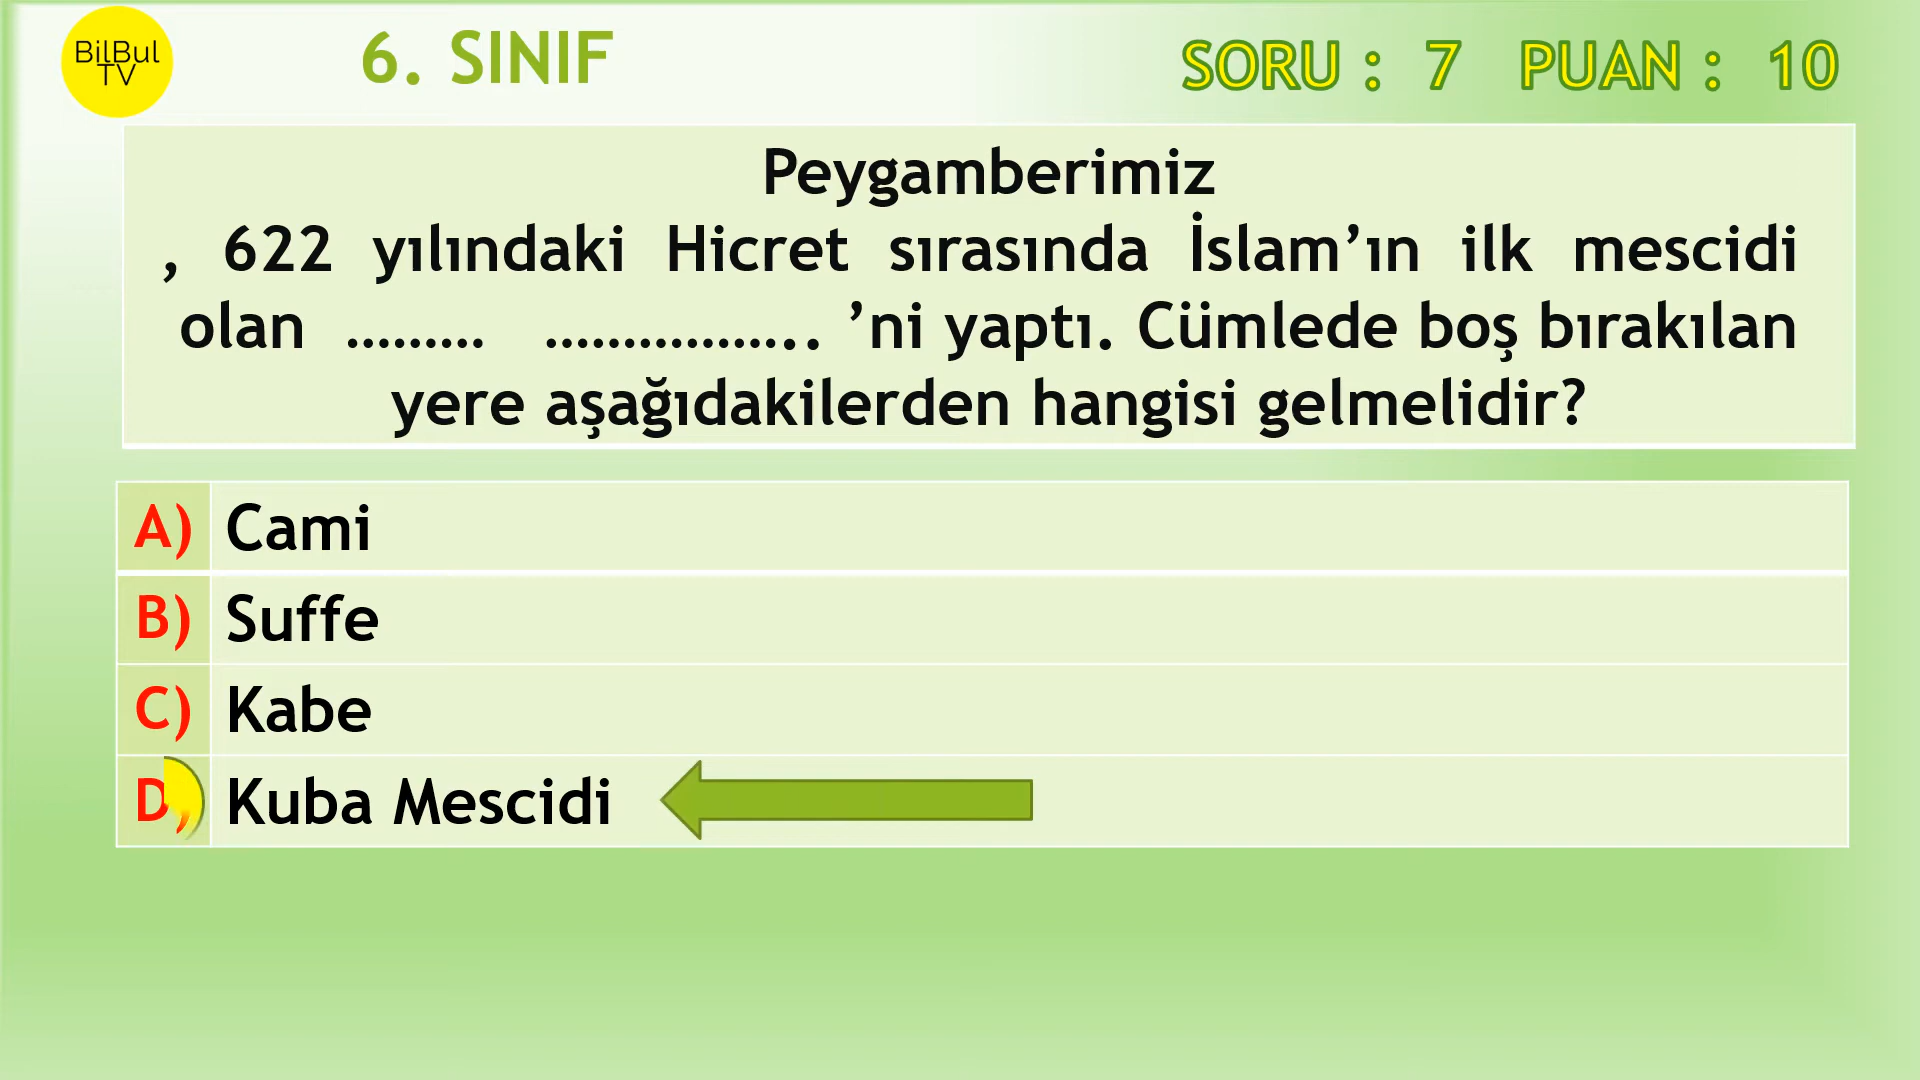 BilBul
TV
6. SINIF
SORU : 7 PUAN : 10
Peygamberimiz
, 622 yılındaki Hicret sırasında İslam’ın ilk mescidi
olan ……… …………….. ’ni yaptı. Cümlede boş bırakılan
yere aşağıdakilerden hangisi gelmelidir?
A) Cami
B) Suffe
C) Kabe
D) Kuba Mescidi